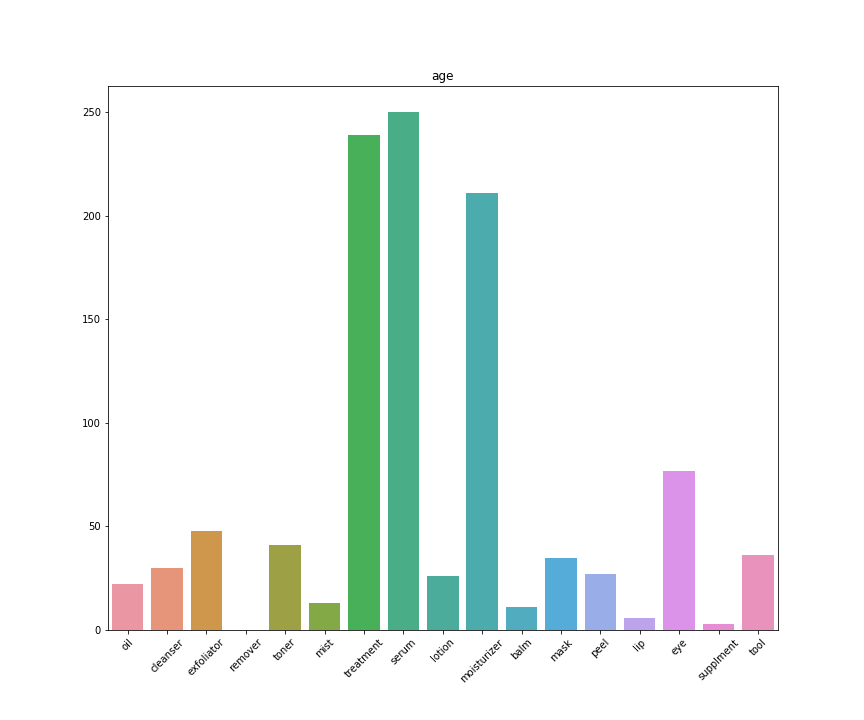 age
250
200
150
100
50
0
oil
cleanser
exfoliator
remover
toner
mist
treatment
serum
lotion
moisturizer
balm
mask
peel
lip
eye
supplment
tool